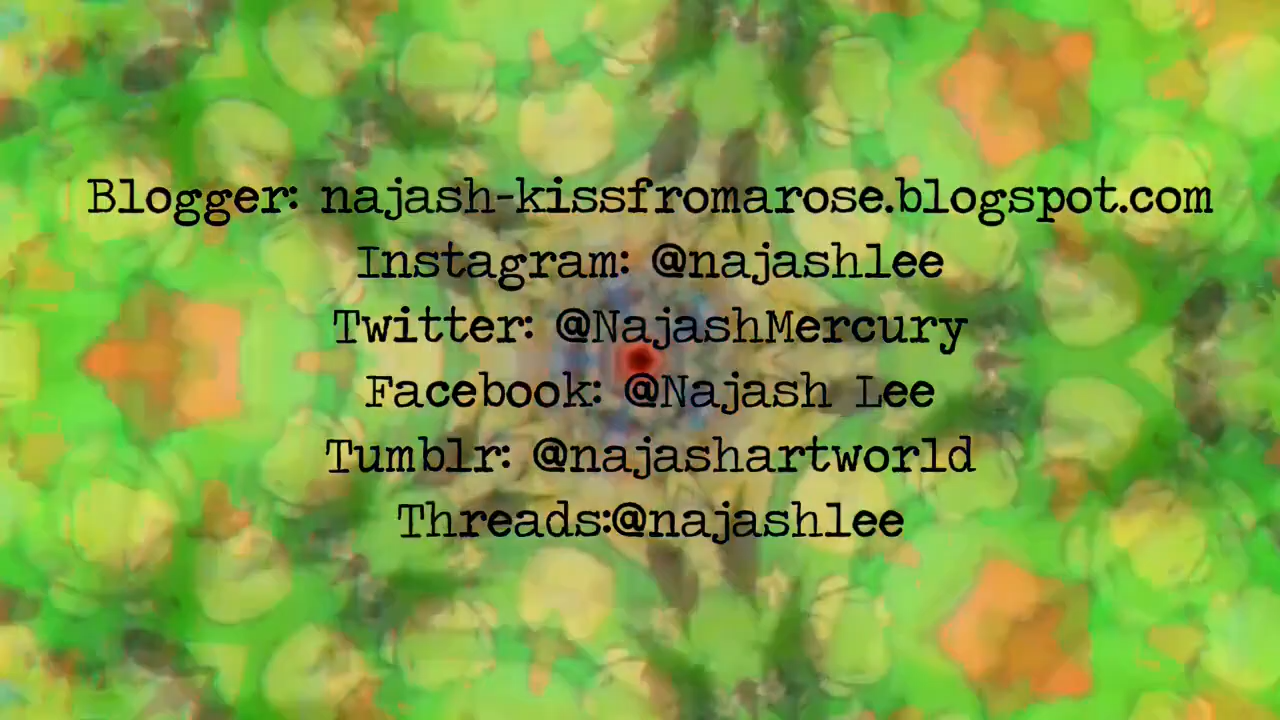 Blogger: najash-kissfromarose.blogspot.com
Instagram: @najashlee
Twitter: @NajashMercury
Facebook: @Najash Lee
Tumblr: @najashartworld
Threads:@najashlee